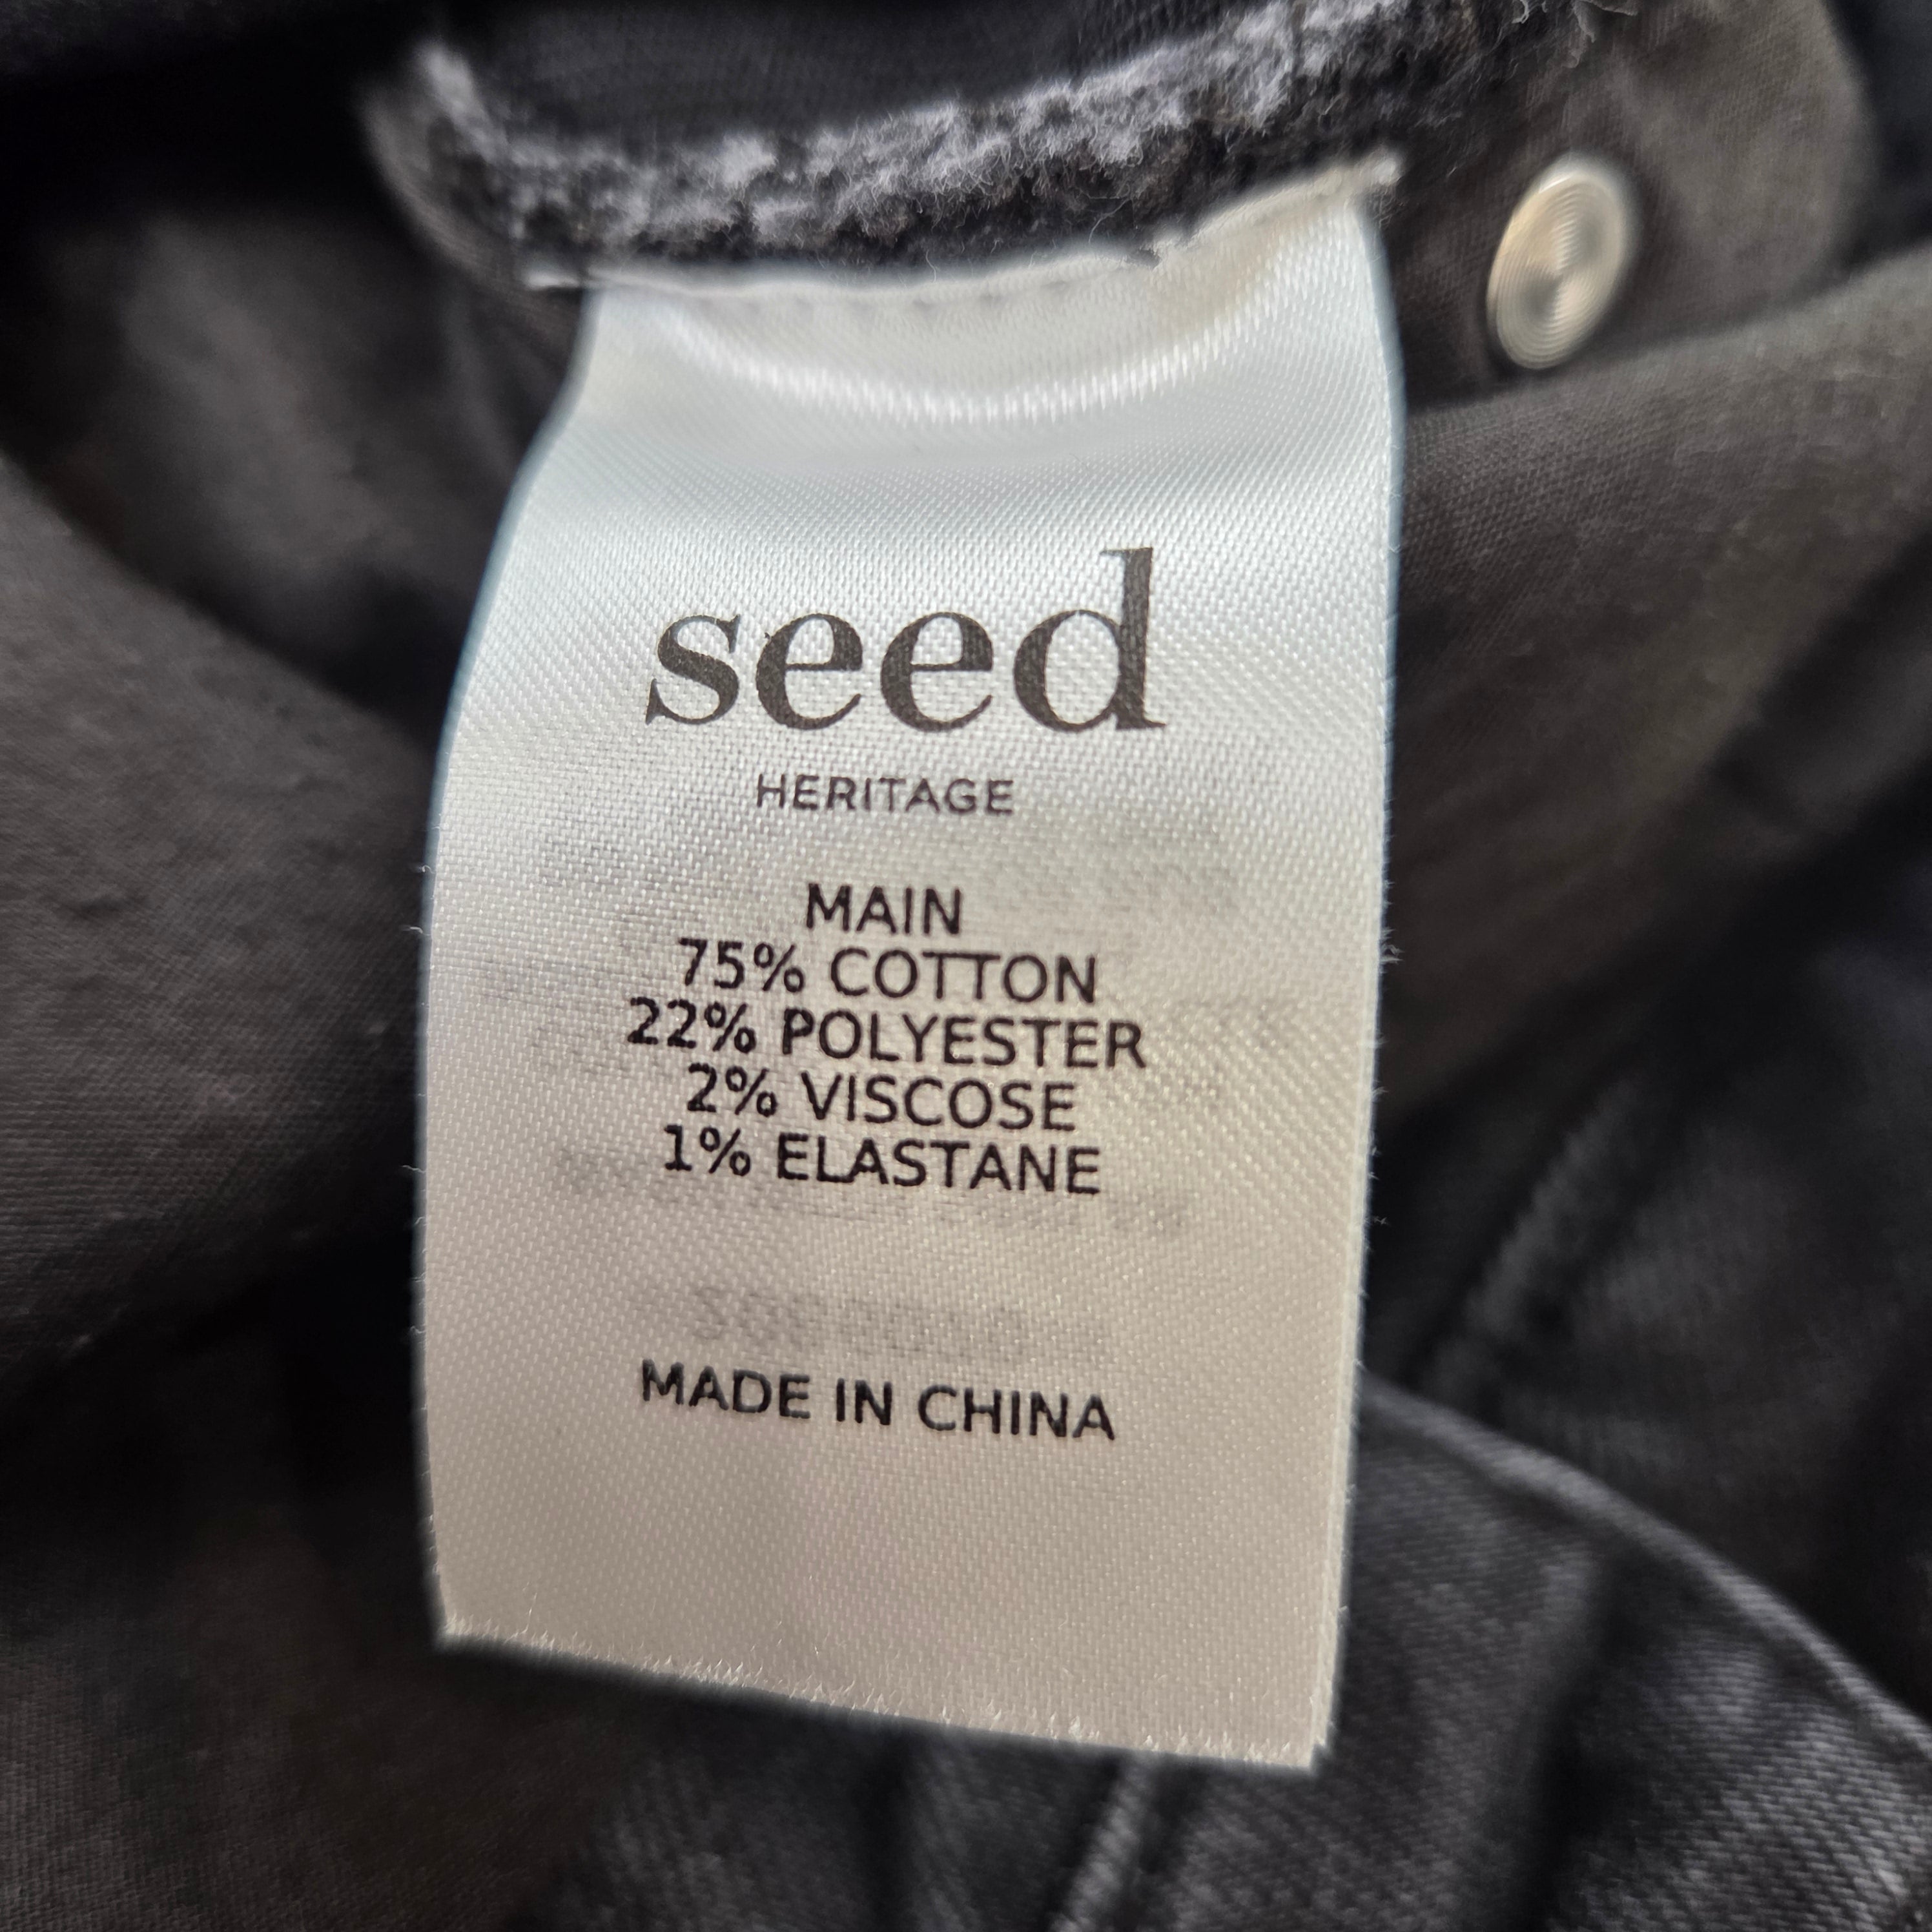 seed
HERITAGE
MAIN
75% COTTON
22% POLYESTER
2% VISCOSE
1% ELASTANE
MADE IN CHINA